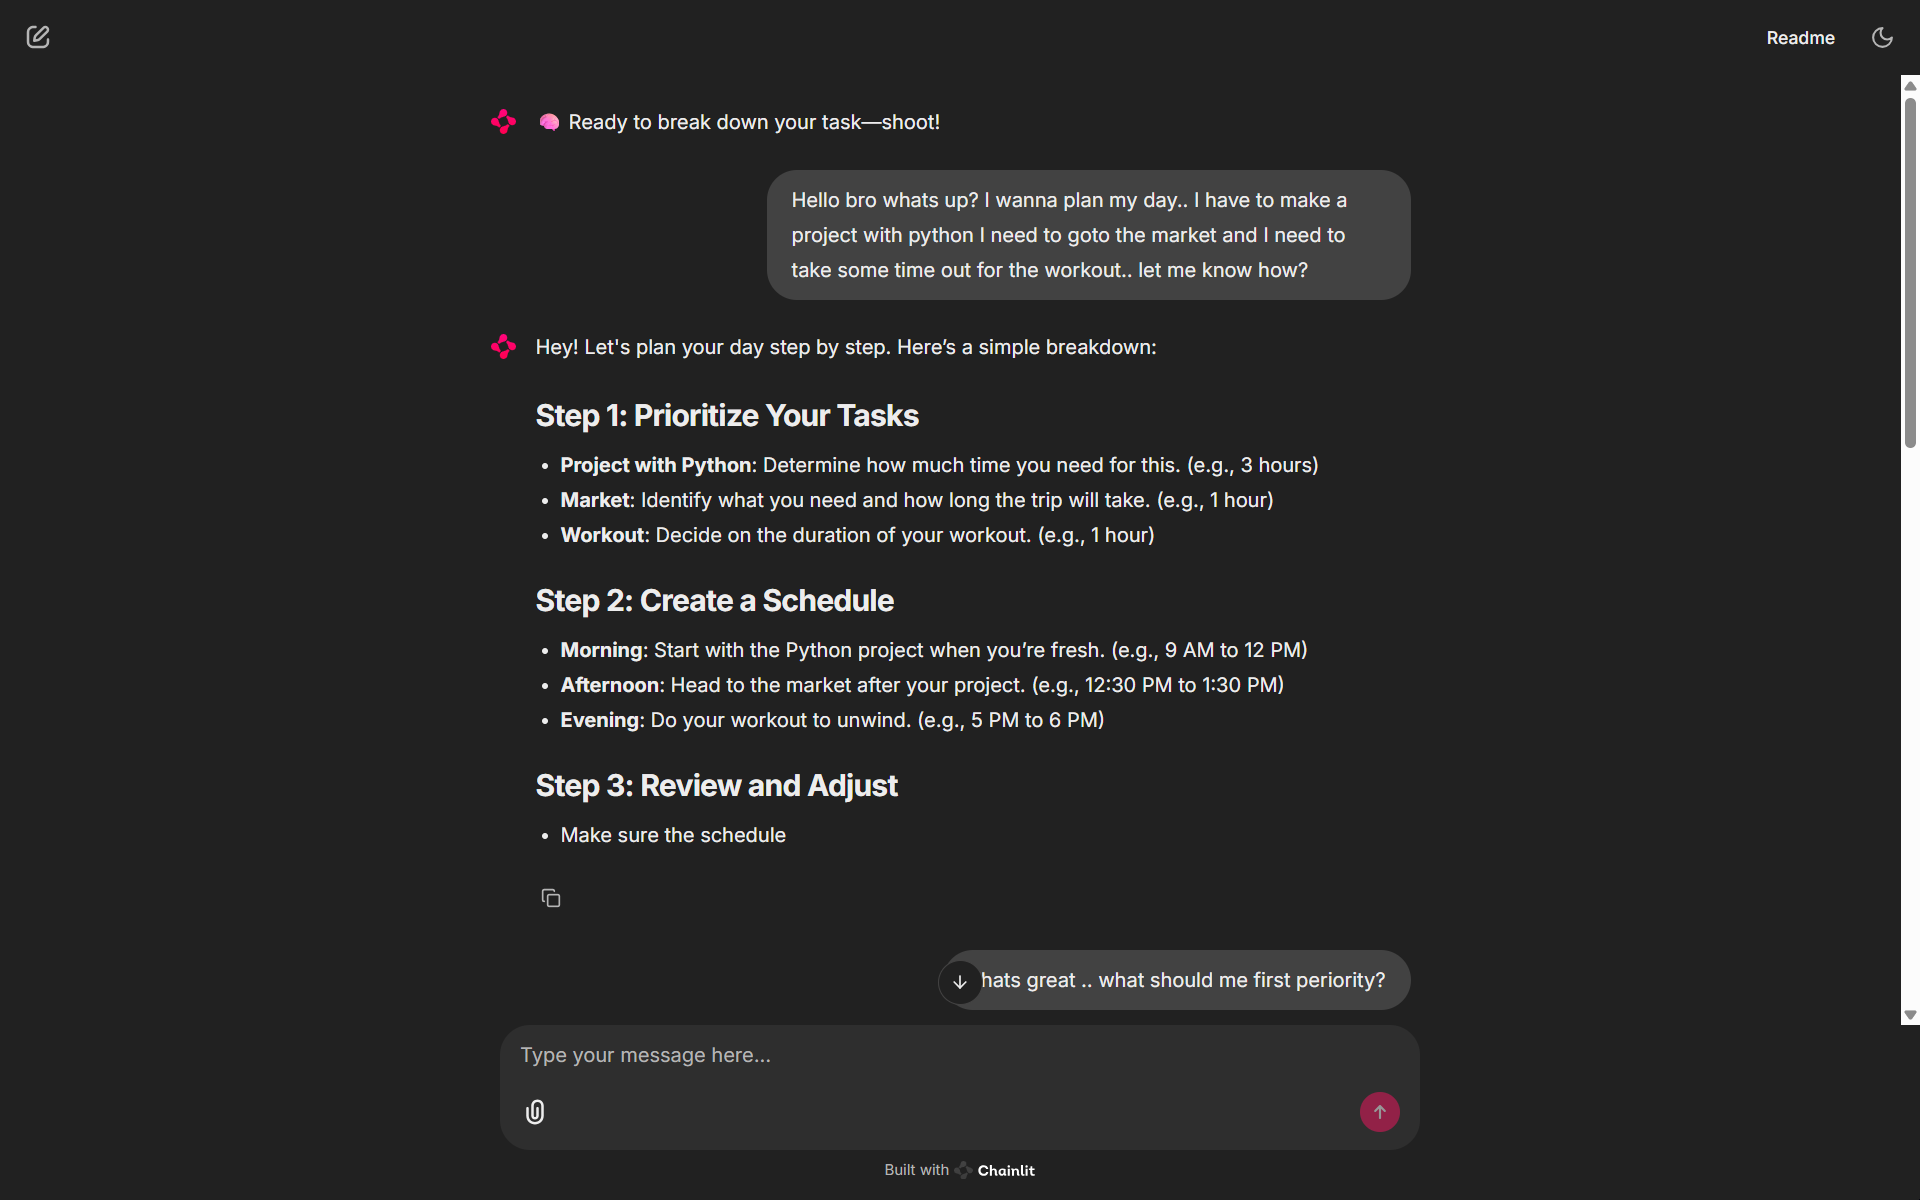 Readme
🧠 Ready to break down your task—shoot!
Hello bro whats up? I wanna plan my day.. I have to make a
project with python I need to goto the market and I need to
take some time out for the workout.. let me know how?
Hey! Let's plan your day step by step. Here’s a simple breakdown:
Step 1: Prioritize Your Tasks
• Project with Python: Determine how much time you need for this. (e.g., 3 hours)
• Market: Identify what you need and how long the trip will take. (e.g., 1 hour)
• Workout: Decide on the duration of your workout. (e.g., 1 hour)
Step 2: Create a Schedule
• Morning: Start with the Python project when you’re fresh. (e.g., 9 AM to 12 PM)
• Afternoon: Head to the market after your project. (e.g., 12:30 PM to 1:30 PM)
• Evening: Do your workout to unwind. (e.g., 5 PM to 6 PM)
Step 3: Review and Adjust
• Make sure the schedule
hats great .. what should me first periority?
Type your message here...
Built with Chainlit